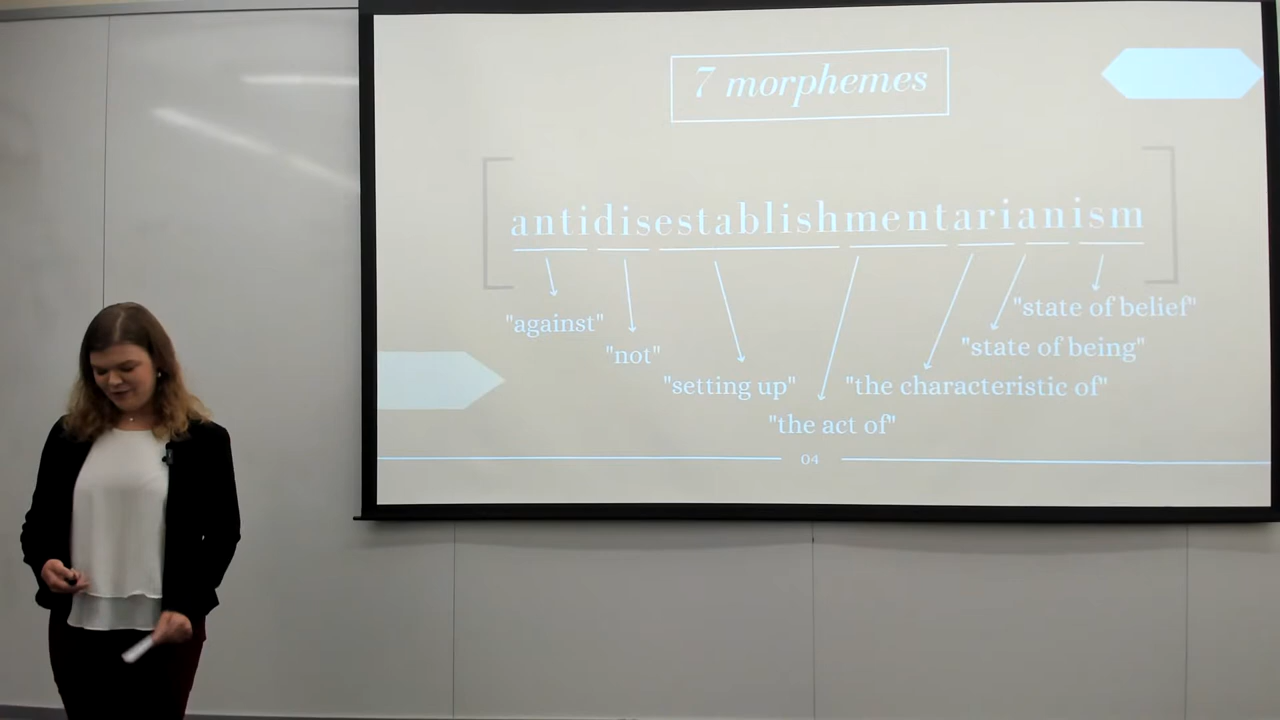 7 morphemes
antidisestablishmentarianism
"against"
"not"
"setting up"
"the act of"
"the characteristic of"
"state of being"
"state of belief"
04